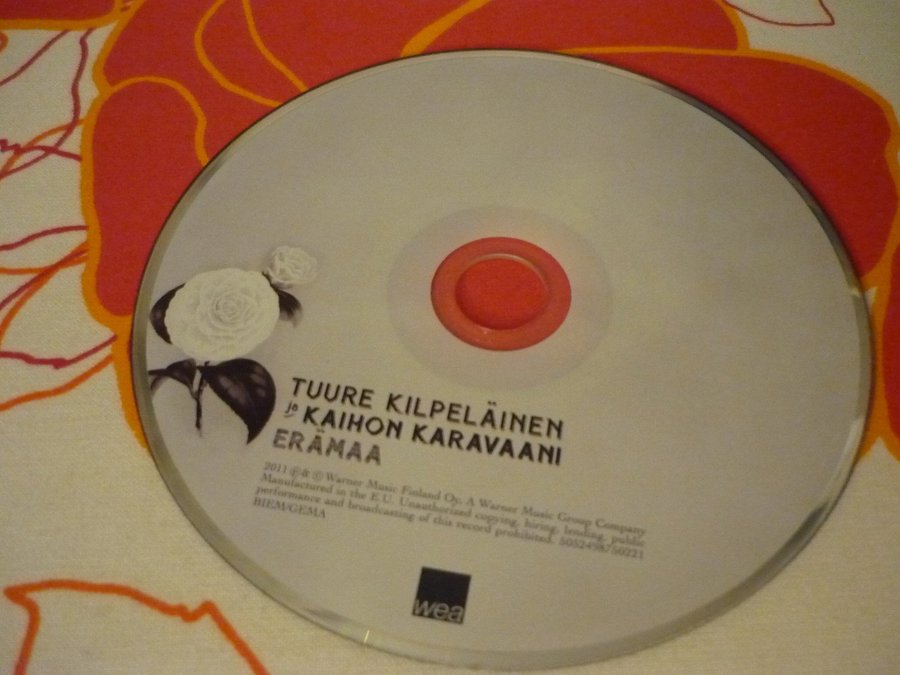 TUURE KILPELÄINEN
ja KAIHON KARAVAANI
ERÄMAA
2011 ℗ & © Warner Music Finland Oy. A Warner Music Group Company
Manufactured in the E.U. Unauthorized copying, hiring, lending, public
performance and broadcasting of this record prohibited. 5052498750221
BIEM/GEMA
wea